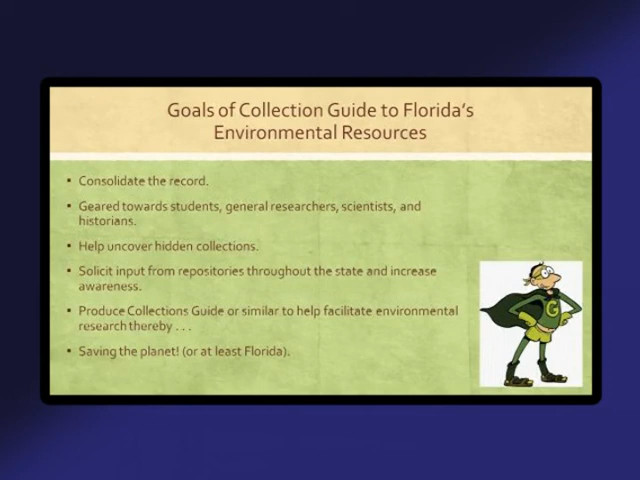 Goals of Collection Guide to Florida's
Environmental Resources
▪ Consolidate the record.
▪ Geared towards students, general researchers, scientists, and
historians.
▪ Help uncover hidden collections.
▪ Solicit input from repositories throughout the state and increase
awareness.
▪ Produce Collections Guide or similar to help facilitate environmental
research thereby . . .
▪ Saving the planet! (or at least Florida).
G